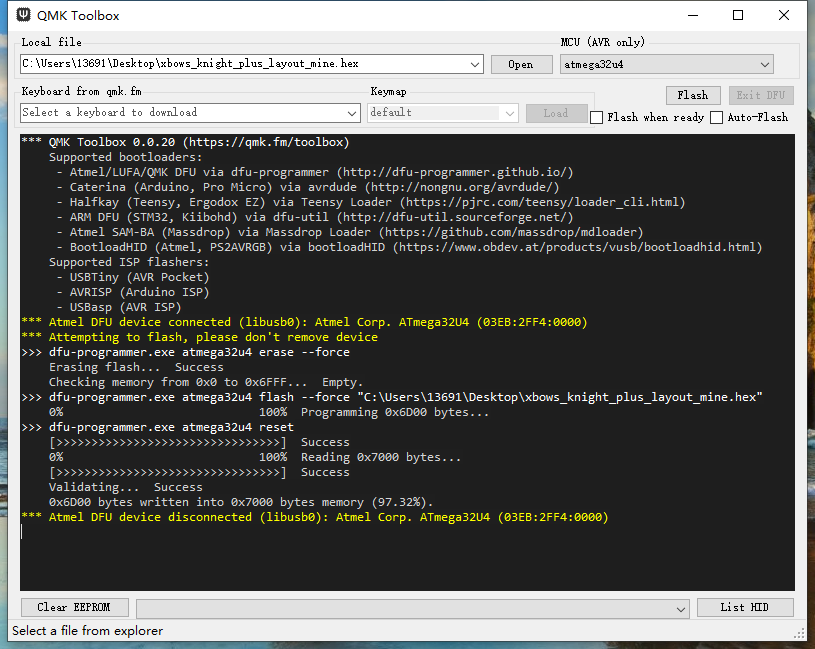 QMK Toolbox
Local file
MCU (AVR only)
C:\Users\13691\Desktop\xbows_knight_plus_layout_mine.hex
Open
atmega32u4
Keyboard from qmk.fm
Keymap
Flash
Exit DFU
Select a keyboard to download
default
Load
Flash when ready
Auto-Flash
*** QMK Toolbox 0.0.20 (https://qmk.fm/toolbox)
Supported bootloaders:
- Atmel/LUFA/QMK DFU via dfu-programmer (http://dfu-programmer.github.io/)
- Caterina (Arduino, Pro Micro) via avrdude (http://nongnu.org/avrdude/)
- Halfkay (Teensy, Ergodox EZ) via Teensy Loader (https://pjrc.com/teensy/loader_cli.html)
- ARM DFU (STM32, Kiibohd) via dfu-util (http://dfu-util.sourceforge.net/)
- Atmel SAM-BA (Massdrop) via Massdrop Loader (https://github.com/massdrop/mdloader)
- BootloadHID (Atmel, PS2AVRGB) via bootloadHID (https://www.obdev.at/products/vusb/bootloadhid.html)
Supported ISP flashers:
- USBTiny (AVR Pocket)
- AVRISP (Arduino ISP)
- USBasp (AVR ISP)
*** Atmel DFU device connected (libusb0): Atmel Corp. ATmega32U4 (03EB:2FF4:0000)
*** Attempting to flash, please don't remove device
>>> dfu-programmer.exe atmega32u4 erase --force
Erasing flash...  Success
Checking memory from 0x0 to 0x6FFF...  Empty.
>>> dfu-programmer.exe atmega32u4 flash --force "C:\Users\13691\Desktop\xbows_knight_plus_layout_mine.hex"
0%                            100%  Programming 0x6D00 bytes...
>>> dfu-programmer.exe atmega32u4 reset
[>>>>>>>>>>>>>>>>>>>>>>>>>>>>>>>>]  Success
0%                            100%  Reading 0x7000 bytes...
[>>>>>>>>>>>>>>>>>>>>>>>>>>>>>>>>]  Success
Validating...  Success
0x6D00 bytes written into 0x7000 bytes memory (97.32%).
*** Atmel DFU device disconnected (libusb0): Atmel Corp. ATmega32U4 (03EB:2FF4:0000)
Clear EEPROM
List HID
Select a file from explorer